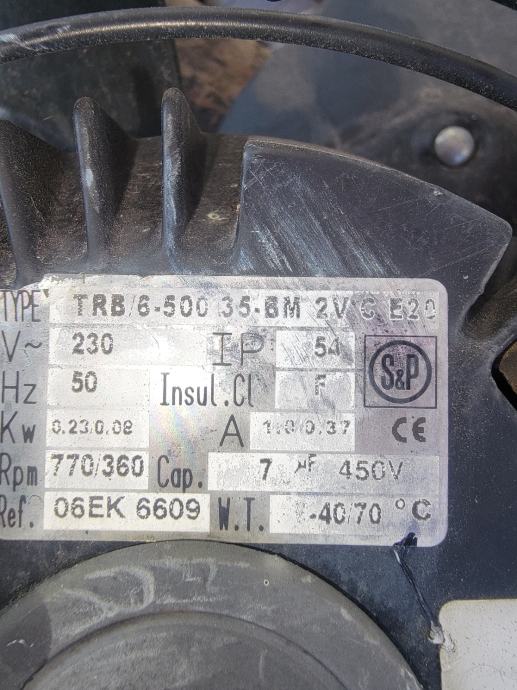 TYPE TRB/6-500 35-BM 2V C E20
V~ 230 IP 54
S&P
Hz 50 Insul.Cl F
Kw 0.23/0.08 A 1.0/0.37 CE
Rpm 770/360 Cap. 7 µF 450V
Ref. 06EK 6609 W.T. -40/70 °C